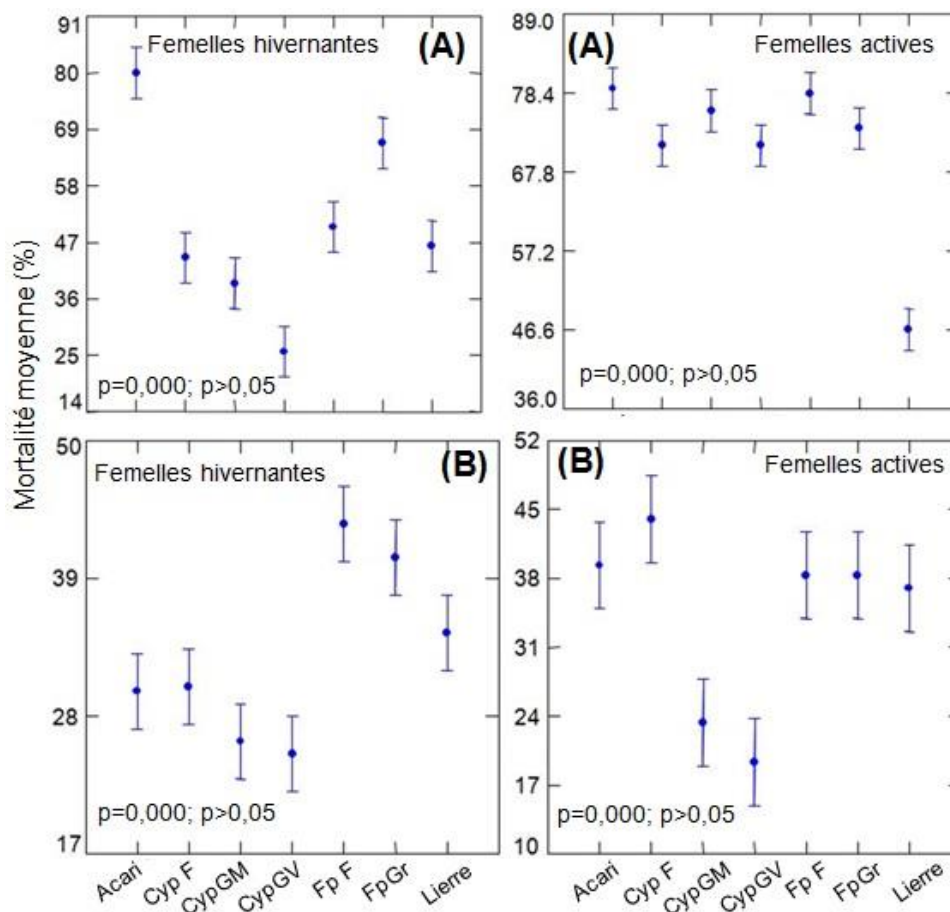 Mortalité moyenne (%)
Femelles hivernantes (A)
91
80
69
58
47
36
25
14
p=0,000; p>0,05
(A) Femelles actives
89.0
78.4
67.8
57.2
46.6
36.0
p=0,000; p>0,05
Femelles hivernantes (B)
50
39
28
17
p=0,000; p>0,05
Acari Cyp F CypGM CypGV Fp F FpGr Lierre
(B) Femelles actives
52
45
38
31
24
17
10
p=0,000; p>0,05
Acari Cyp F CypGM CypGV Fp F FpGr Lierre